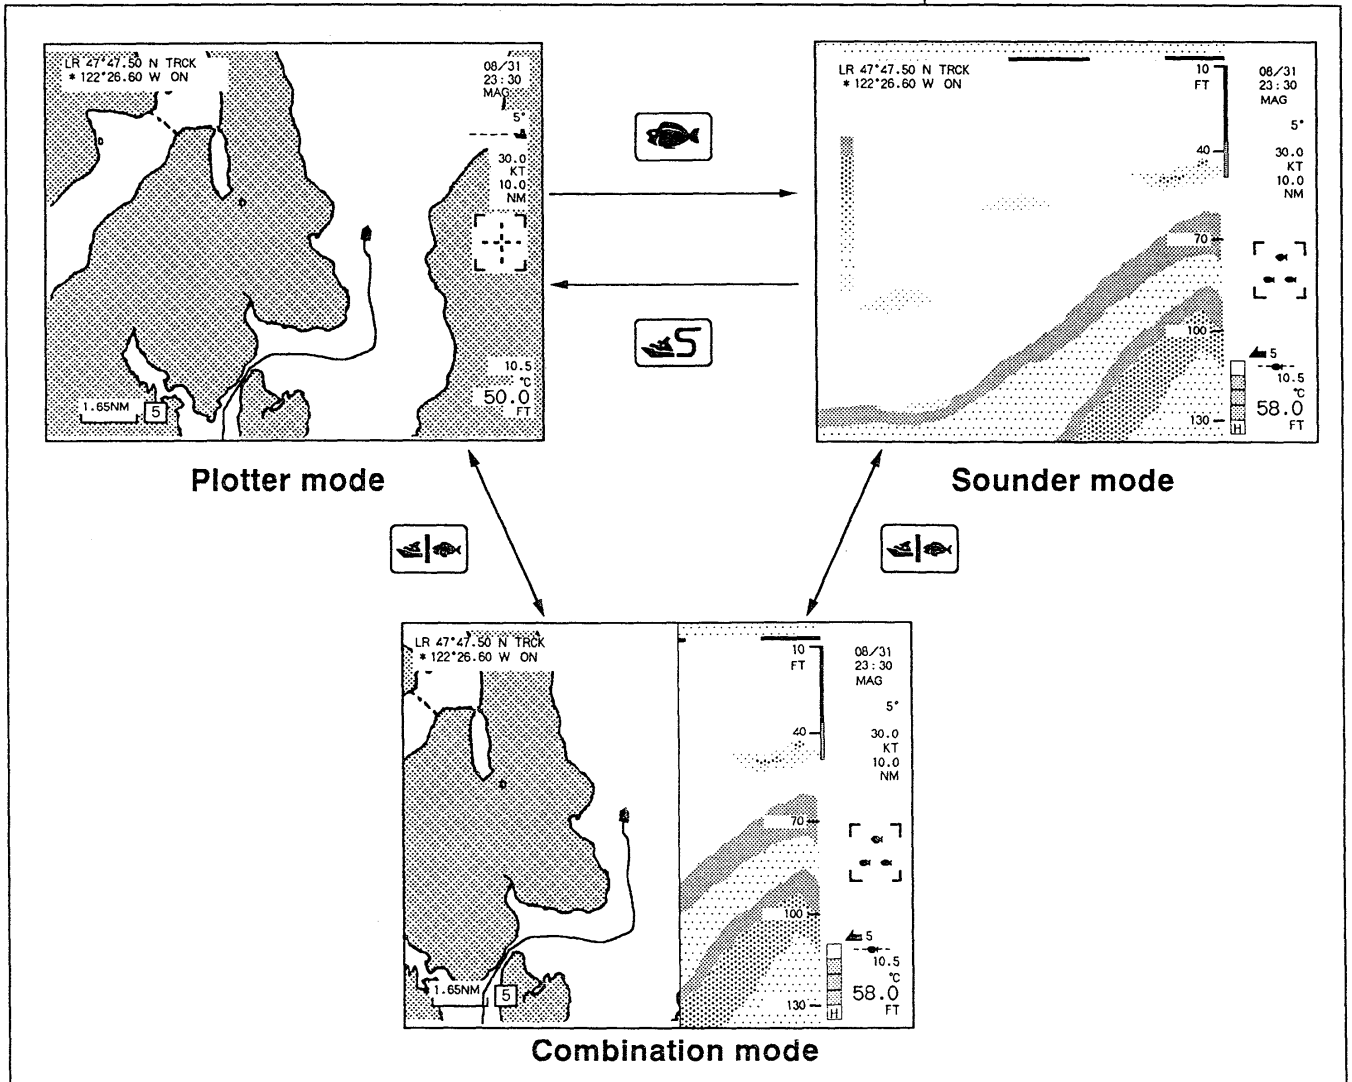 LR 47°47.50 N TRCK
* 122°26.60 W ON
08/31
23:30
MAG
5°
30.0
KT
10.0
NM
10.5
°C
50.0
FT
1.65NM
5
Plotter mode
LR 47°47.50 N TRCK
* 122°26.60 W ON
10
FT
40
70
100
130
08/31
23:30
MAG
5°
30.0
KT
10.0
NM
5
10.5
°C
58.0
FT
H
Sounder mode
S
LR 47°47.50 N TRCK
* 122°26.60 W ON
1.65NM
5
10
FT
40
70
100
130
08/31
23:30
MAG
5°
30.0
KT
10.0
NM
5
10.5
°C
58.0
FT
H
Combination mode